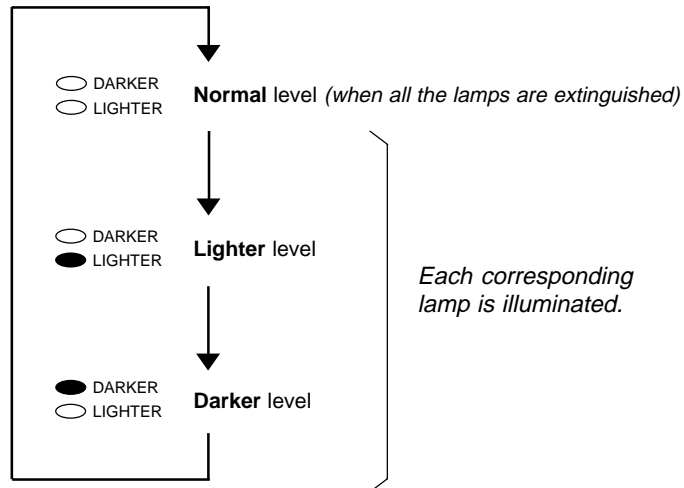 DARKER
LIGHTER
Normal level (when all the lamps are extinguished)
DARKER
LIGHTER
Lighter level
Each corresponding
lamp is illuminated.
DARKER
LIGHTER
Darker level